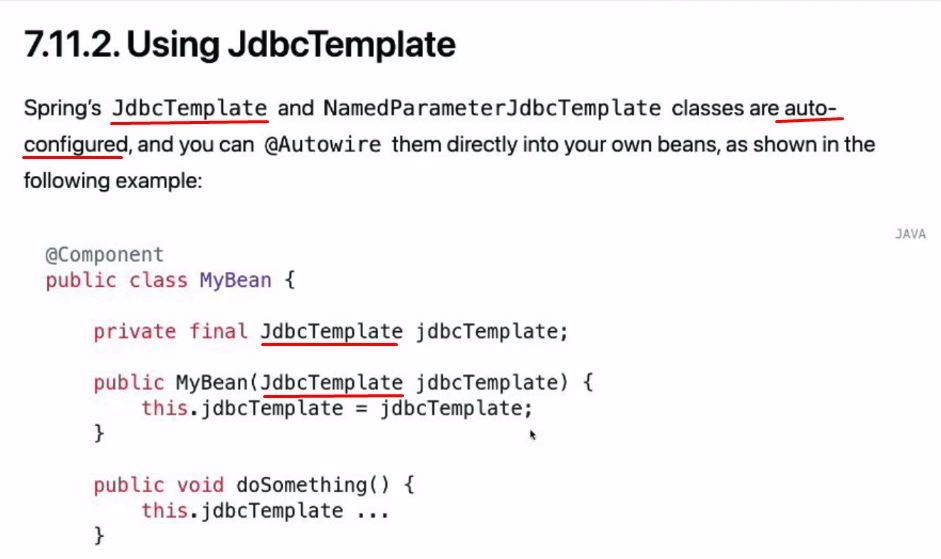 7.11.2. Using JdbcTemplate
Spring’s JdbcTemplate and NamedParameterJdbcTemplate classes are auto-
configured, and you can @Autowire them directly into your own beans, as shown in the
following example:
JAVA
@Component
public class MyBean {
    private final JdbcTemplate jdbcTemplate;
    public MyBean(JdbcTemplate jdbcTemplate) {
        this.jdbcTemplate = jdbcTemplate;
    }
    public void doSomething() {
        this.jdbcTemplate ...
    }